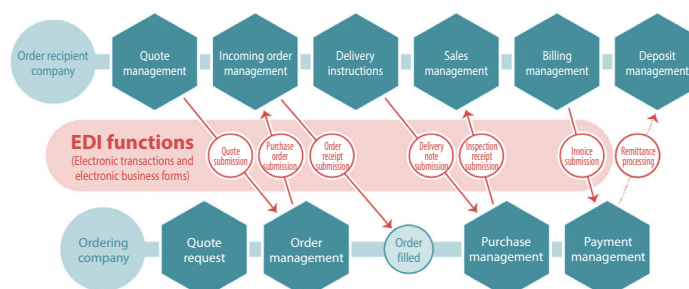 Order recipient
company
Quote
management
Incoming order
management
Delivery
instructions
Sales
management
Billing
management
Deposit
management
EDI functions
(Electronic transactions and
electronic business forms)
Quote
submission
Purchase
order
submission
Order
receipt
submission
Delivery
note
submission
Inspection
receipt
submission
Invoice
submission
Remittance
processing
Ordering
company
Quote
request
Order
management
Order
filled
Purchase
management
Payment
management